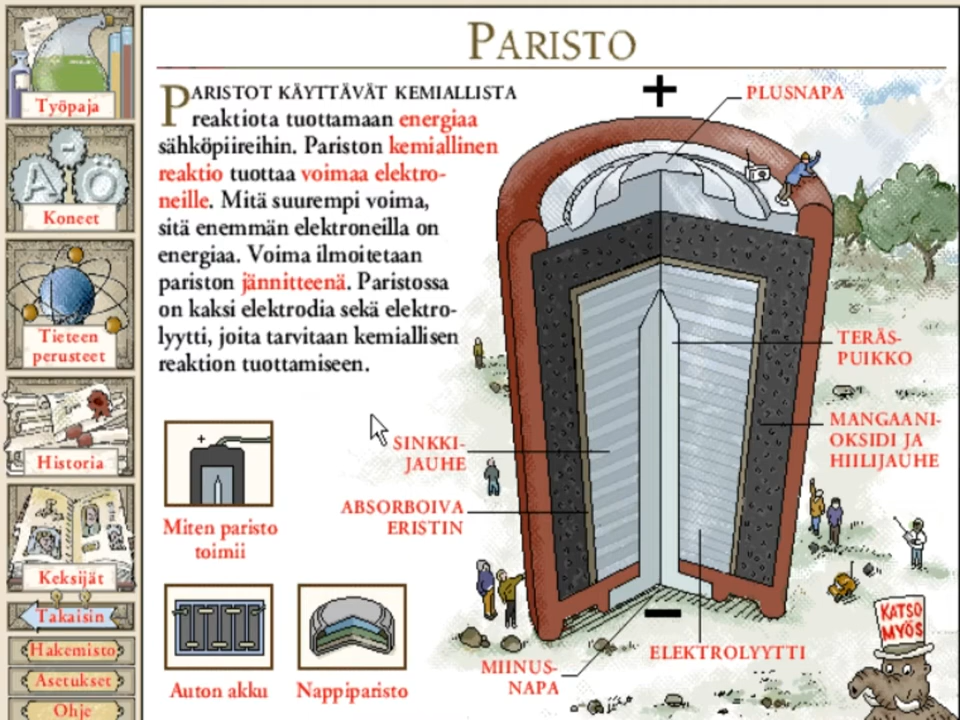 Työpaja
Koneet
Tieteen
perusteet
Historia
Keksijät
Takaisin
Hakemisto
Asetukset
Ohje
PARISTO
PARISTOT KÄYTTÄVÄT KEMIALLISTA
reaktiota tuottamaan energiaa
sähköpiireihin. Pariston kemiallinen
reaktio tuottaa voimaa elektro-
neille. Mitä suurempi voima,
sitä enemmän elektroneilla on
energiaa. Voima ilmoitetaan
pariston jännitteenä. Paristossa
on kaksi elektrodia sekä elektro-
lyytti, joita tarvitaan kemiallisen
reaktion tuottamiseen.
+
Miten paristo
toimii
Auton akku
Nappiparisto
+
PLUSNAPA
TERÄS-
PUIKKO
MANGAANI-
OKSIDI JA
HIILIJAUHE
SINKKI-
JAUHE
ABSORBOIVA
ERISTIN
−
ELEKTROLYYTTI
MIINUS-
NAPA
KATSO
MYÖS